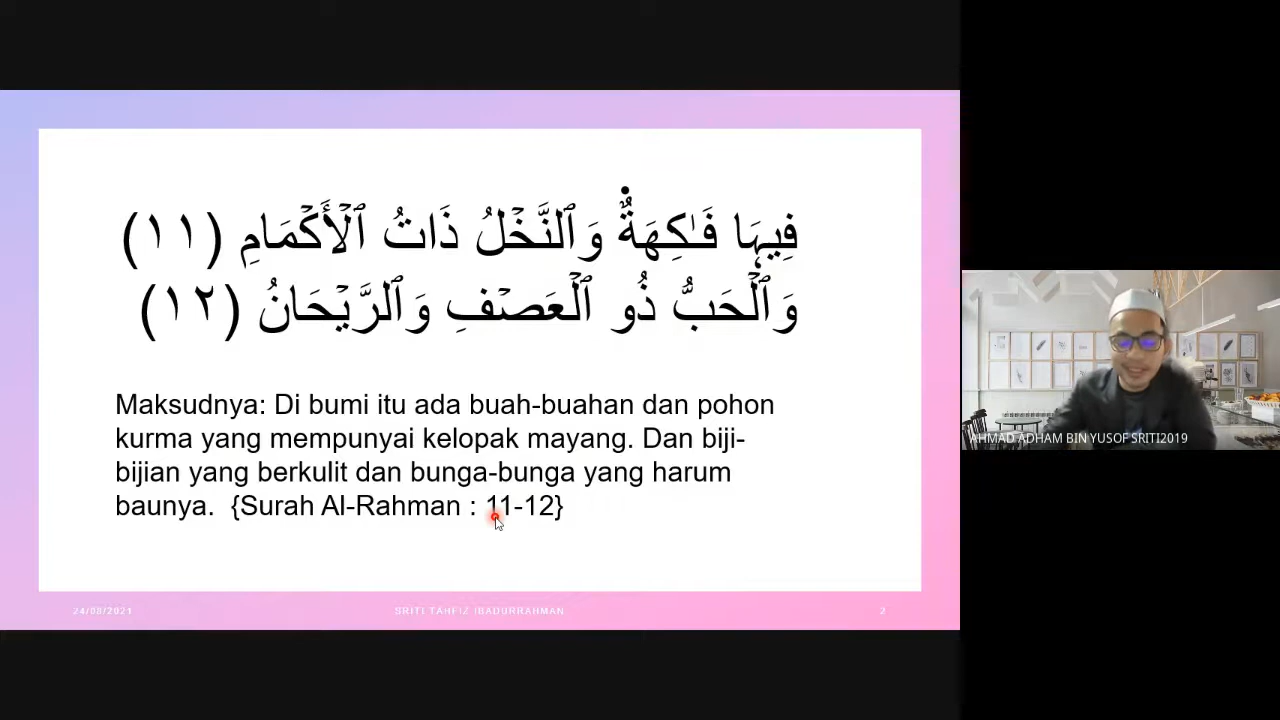 فِيهَا فَـٰكِهَةٌ وَٱلنَّخۡلُ ذَاتُ ٱلۡأَكۡمَامِ (١١)
وَٱلۡحَبُّ ذُو ٱلۡعَصۡفِ وَٱلرَّيۡحَانُ (١٢)
Maksudnya: Di bumi itu ada buah-buahan dan pohon
kurma yang mempunyai kelopak mayang. Dan biji-
bijian yang berkulit dan bunga-bunga yang harum
baunya. {Surah Al-Rahman : 11-12}
24/08/2021
SRITI TAHFIZ IBADURRAHMAN
2
AHMAD ADHAM BIN YUSOF SRITI2019